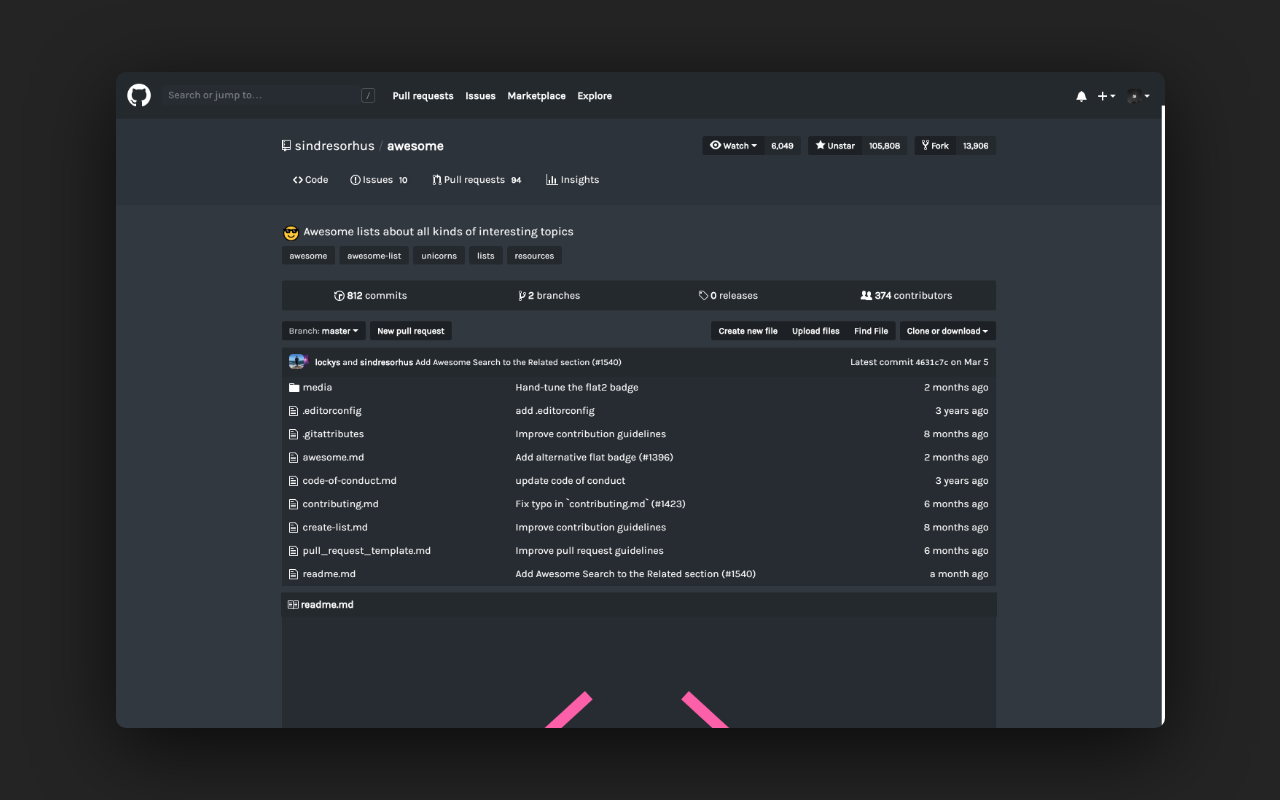 Search or jump to... / Pull requests Issues Marketplace Explore
sindresorhus / awesome Watch 6,049 Unstar 105,808 Fork 13,906
Code Issues 10 Pull requests 94 Insights
Awesome lists about all kinds of interesting topics
awesome awesome-list unicorns lists resources
812 commits 2 branches 0 releases 374 contributors
Branch: master New pull request Create new file Upload files Find File Clone or download
lockys and sindresorhus Add Awesome Search to the Related section (#1540) Latest commit 4631c7c on Mar 5
media Hand-tune the flat2 badge 2 months ago
.editorconfig add .editorconfig 3 years ago
.gitattributes Improve contribution guidelines 8 months ago
awesome.md Add alternative flat badge (#1396) 2 months ago
code-of-conduct.md update code of conduct 3 years ago
contributing.md Fix typo in `contributing.md` (#1423) 6 months ago
create-list.md Improve contribution guidelines 8 months ago
pull_request_template.md Improve pull request guidelines 6 months ago
readme.md Add Awesome Search to the Related section (#1540) a month ago
readme.md